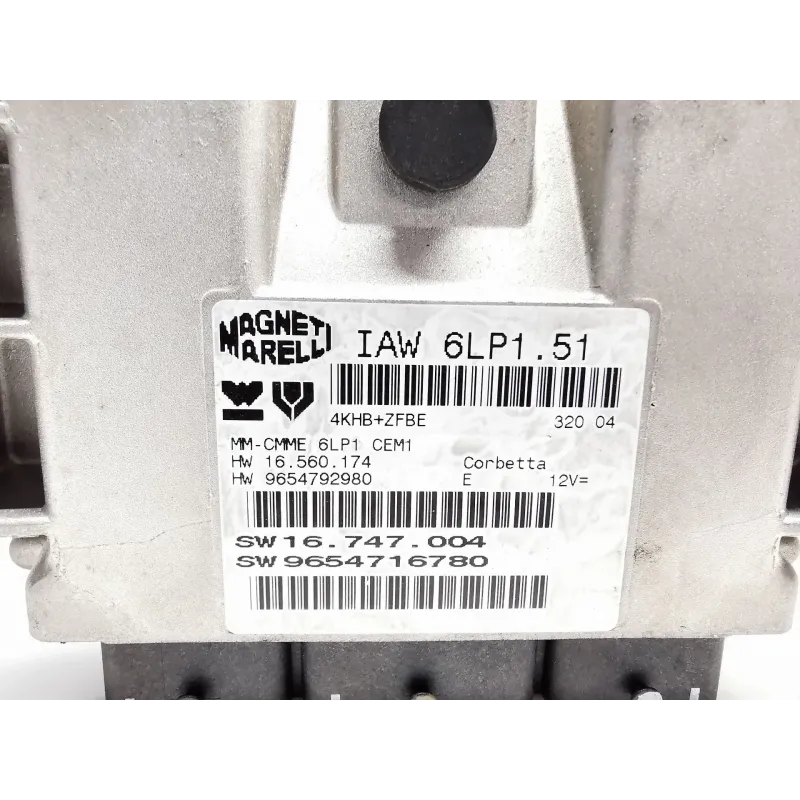 MAGNETI
MARELLI
IAW 6LP1.51
4KHB+ZFBE 320 04
MM-CMME 6LP1 CEM1
HW 16.560.174 Corbetta
HW 9654792980 E 12V=
SW 16.747.004
SW 9654716780